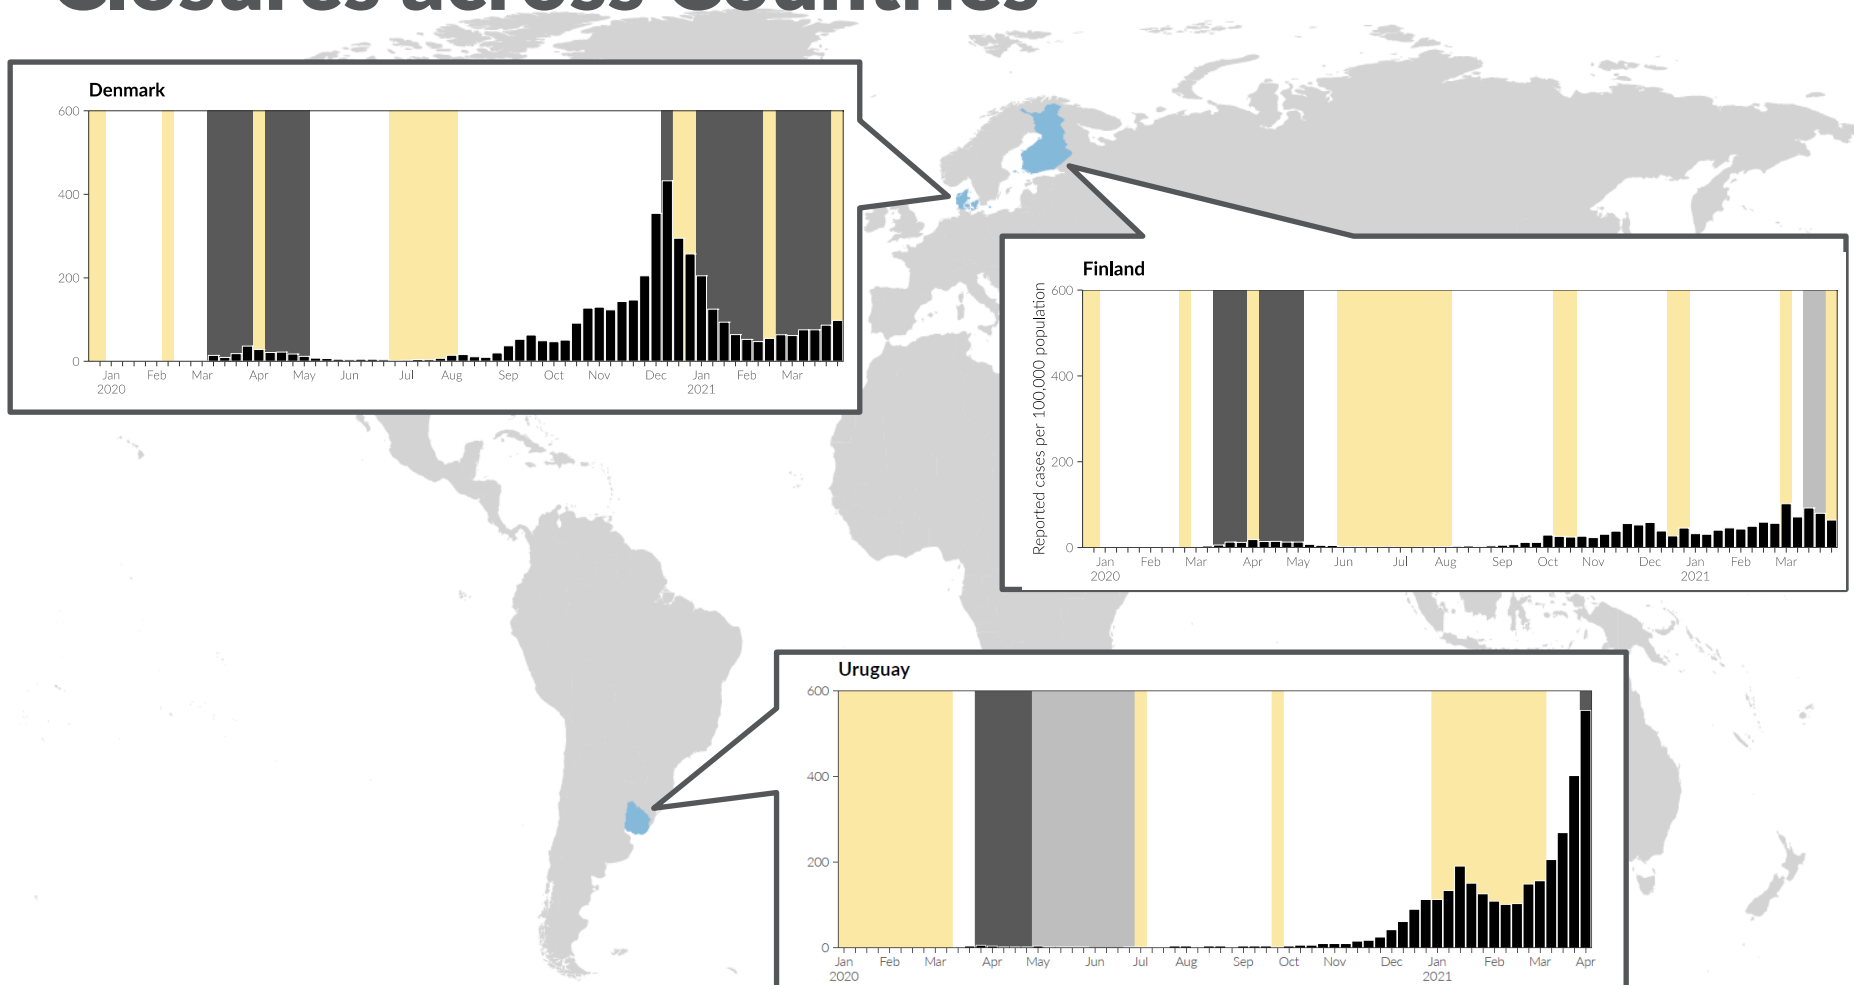 Closures across Countries
Denmark
600
400
200
0
Jan Feb Mar Apr May Jun Jul Aug Sep Oct Nov Dec Jan Feb Mar
2020 2021
Finland
Reported cases per 100,000 population
600
400
200
0
Jan Feb Mar Apr May Jun Jul Aug Sep Oct Nov Dec Jan Feb Mar
2020 2021
Uruguay
600
400
200
0
Jan Feb Mar Apr May Jun Jul Aug Sep Oct Nov Dec Jan Feb Mar Apr
2020 2021